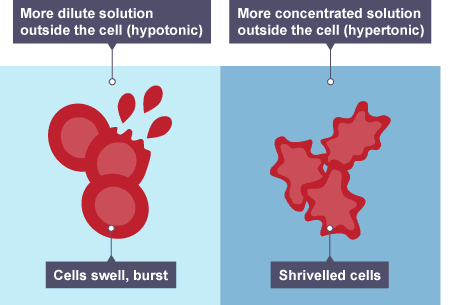 More dilute solution
outside the cell (hypotonic)
More concentrated solution
outside the cell (hypertonic)
Cells swell, burst
Shrivelled cells